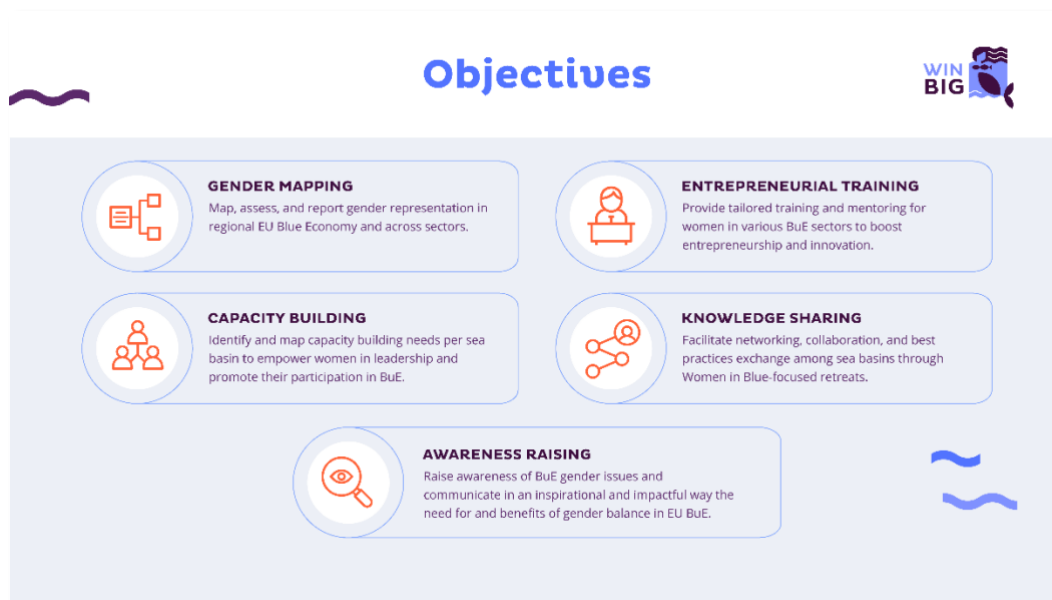 Objectives
WIN
BIG
GENDER MAPPING
Map, assess, and report gender representation in
regional EU Blue Economy and across sectors.
ENTREPRENEURIAL TRAINING
Provide tailored training and mentoring for
women in various BuE sectors to boost
entrepreneurship and innovation.
CAPACITY BUILDING
Identify and map capacity building needs per sea
basin to empower women in leadership and
promote their participation in BuE.
KNOWLEDGE SHARING
Facilitate networking, collaboration, and best
practices exchange among sea basins through
Women in Blue-focused retreats.
AWARENESS RAISING
Raise awareness of BuE gender issues and
communicate in an inspirational and impactful way the
need for and benefits of gender balance in EU BuE.